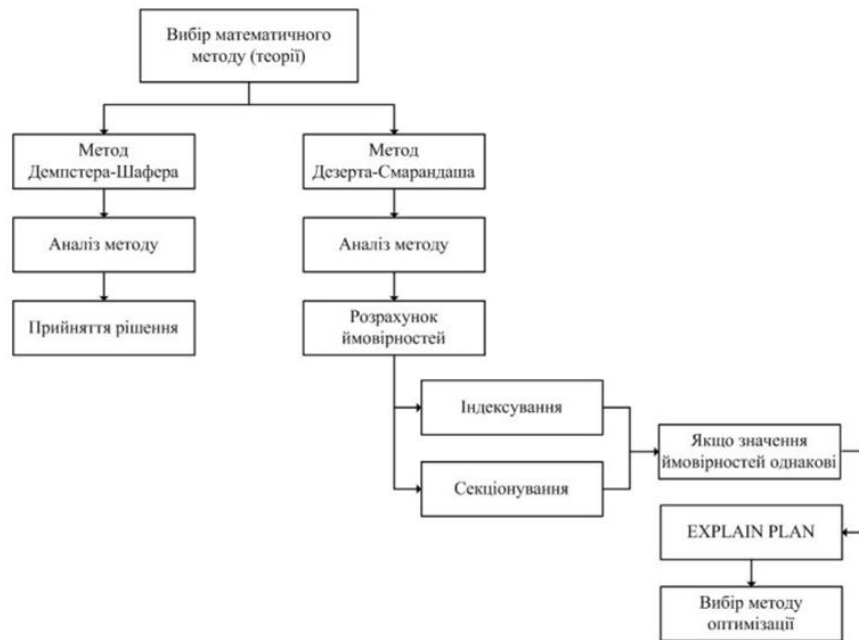 Вибір математичного
методу (теорії)
Метод
Демпстера-Шафера
Метод
Дезерта-Смарандаша
Аналіз методу
Аналіз методу
Прийняття рішення
Розрахунок
ймовірностей
Індексування
Секціонування
Якщо значення
ймовірностей однакові
EXPLAIN PLAN
Вибір методу
оптимізації